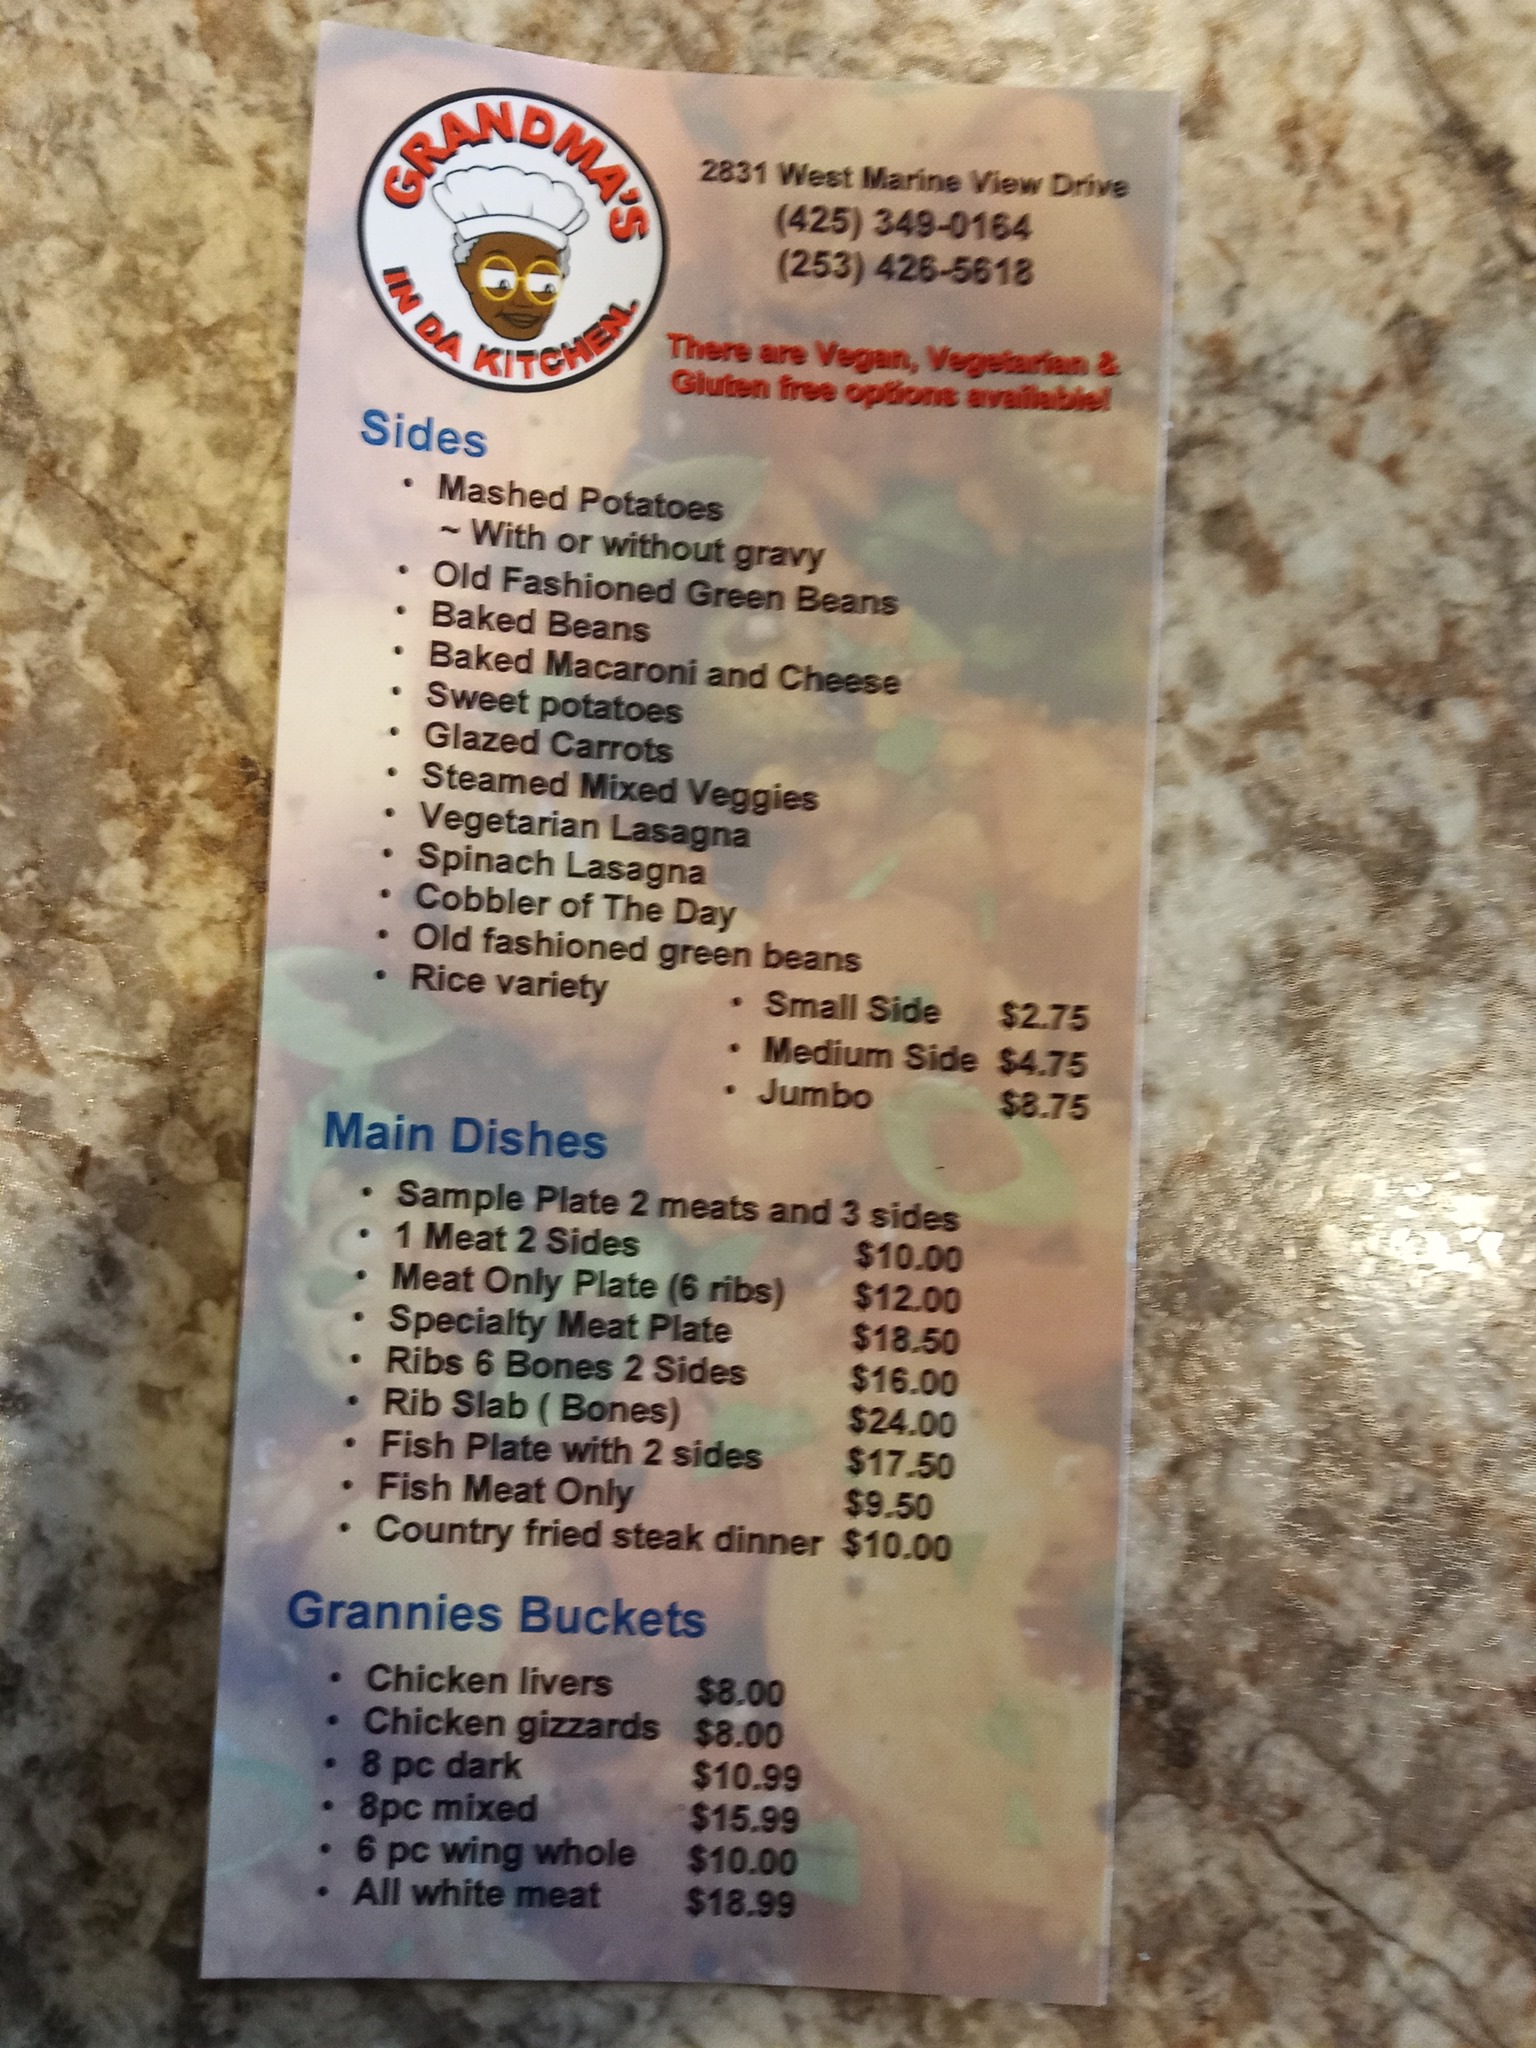 GRANDMA'S
IN DA KITCHEN.
2831 West Marine View Drive
(425) 349-0164
(253) 426-5618
There are Vegan, Vegetarian &
Gluten free options available!
Sides
• Mashed Potatoes
~ With or without gravy
• Old Fashioned Green Beans
• Baked Beans
• Baked Macaroni and Cheese
• Sweet potatoes
• Glazed Carrots
• Steamed Mixed Veggies
• Vegetarian Lasagna
• Spinach Lasagna
• Cobbler of The Day
• Old fashioned green beans
• Rice variety
• Small Side $2.75
• Medium Side $4.75
• Jumbo $8.75
Main Dishes
• Sample Plate 2 meats and 3 sides
• 1 Meat 2 Sides $10.00
• Meat Only Plate (6 ribs) $12.00
• Specialty Meat Plate $18.50
• Ribs 6 Bones 2 Sides $16.00
• Rib Slab ( Bones) $24.00
• Fish Plate with 2 sides $17.50
• Fish Meat Only $9.50
• Country fried steak dinner $10.00
Grannies Buckets
• Chicken livers $8.00
• Chicken gizzards $8.00
• 8 pc dark $10.99
• 8pc mixed $15.99
• 6 pc wing whole $10.00
• All white meat $18.99